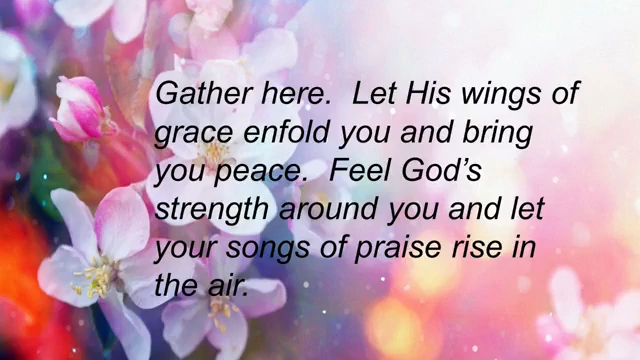 Gather here.  Let His wings of
grace enfold you and bring
you peace.  Feel God’s
strength around you and let
your songs of praise rise in
the air.